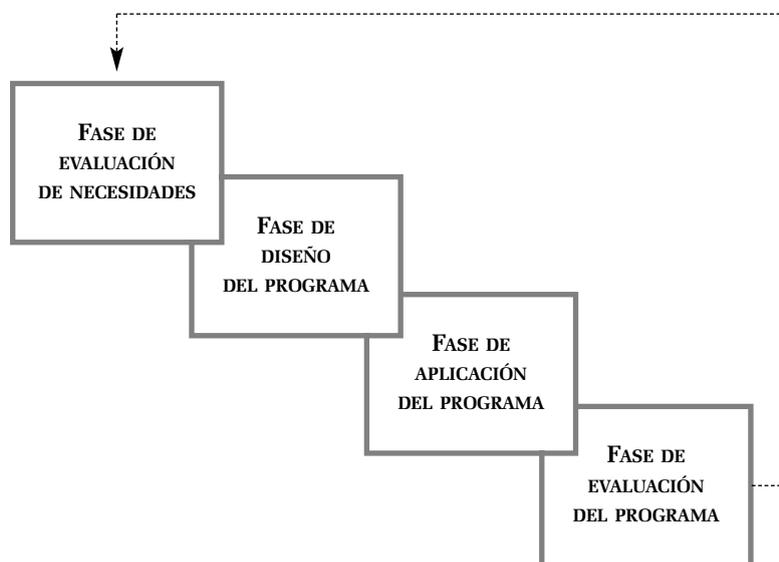 FASE DE
EVALUACIÓN
DE NECESIDADES
FASE DE
DISEÑO
DEL PROGRAMA
FASE DE
APLICACIÓN
DEL PROGRAMA
FASE DE
EVALUACIÓN
DEL PROGRAMA